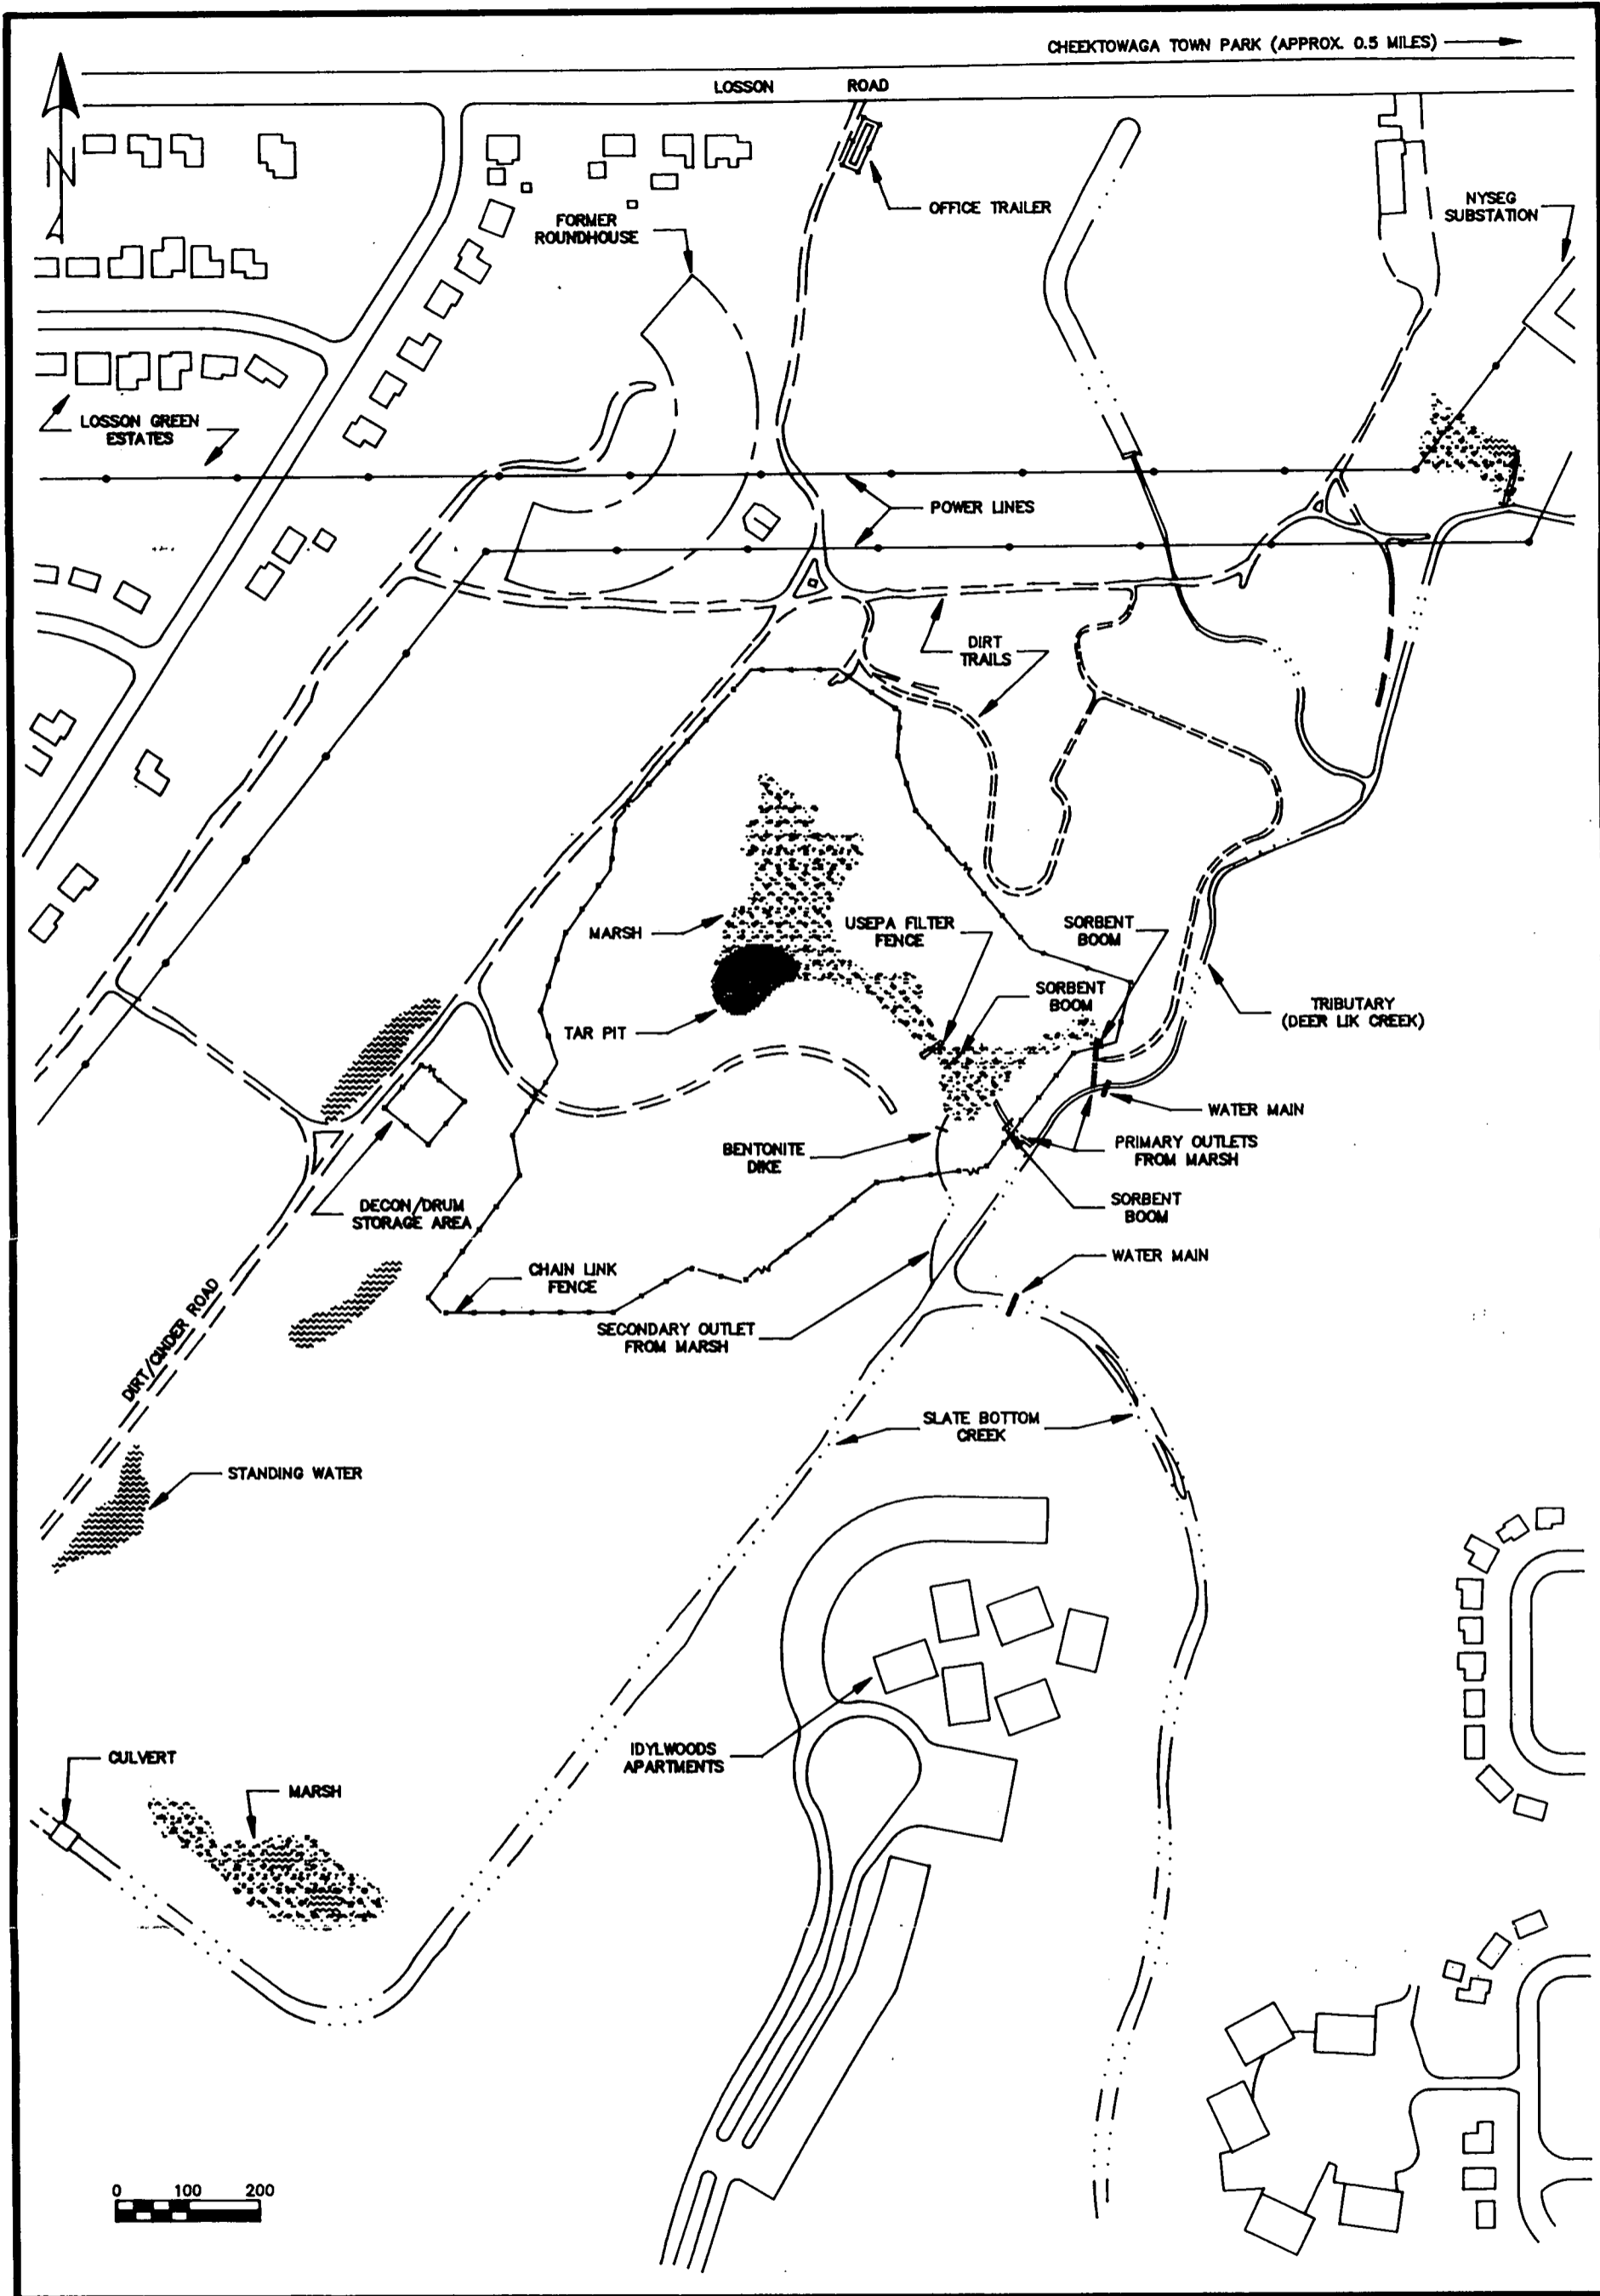 CHEEKTOWAGA TOWN PARK (APPROX. 0.5 MILES)
LOSSON ROAD
N
OFFICE TRAILER
NYSEG
SUBSTATION
FORMER
ROUNDHOUSE
LOSSON GREEN
ESTATES
POWER LINES
DIRT
TRAILS
MARSH
USEPA FILTER
FENCE
SORBENT
BOOM
SORBENT
BOOM
TRIBUTARY
(DEER LIK CREEK)
TAR PIT
WATER MAIN
BENTONITE
DIKE
PRIMARY OUTLETS
FROM MARSH
DECON/DRUM
STORAGE AREA
SORBENT
BOOM
WATER MAIN
CHAIN LINK
FENCE
DIRT/CINDER ROAD
SECONDARY OUTLET
FROM MARSH
SLATE BOTTOM
CREEK
STANDING WATER
IDYLWOODS
APARTMENTS
CULVERT
MARSH
0 100 200